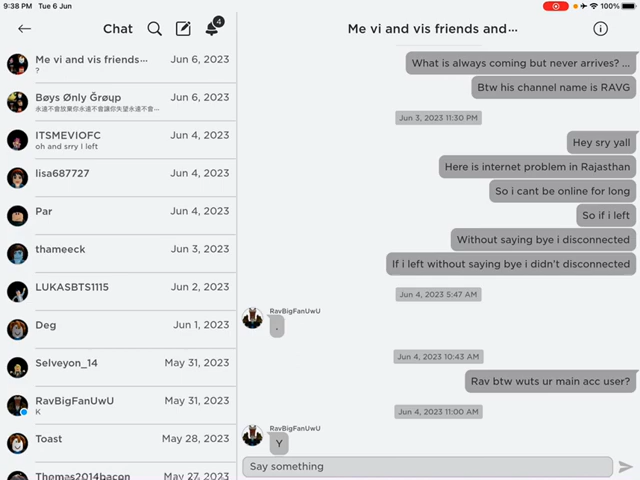 9:38 PM Tue 6 Jun
100%
Chat
4
Me vi and vis friends and···
Me vi and vis friends··· Jun 6, 2023
?
Bøys Ønly Ğrøųp Jun 6, 2023
永遠不會放棄你永遠不會讓你失望永遠不會···
ITSMEVIOFC Jun 4, 2023
oh and srry I left
lisa687727 Jun 4, 2023
Par Jun 4, 2023
thameeck Jun 3, 2023
LUKASBTS1115 Jun 2, 2023
Deg Jun 1, 2023
Selveyon_14 May 31, 2023
RavBigFanUwU May 31, 2023
K
Toast May 28, 2023
Thomas2014bacon May 27, 2023
What is always coming but never arrives? ...
Btw his channel name is RAVG
Jun 3, 2023 11:30 PM
Hey sry yall
Here is internet problem in Rajasthan
So i cant be online for long
So if i left
Without saying bye i disconnected
If i left without saying bye i didn't disconnected
Jun 4, 2023 5:47 AM
RavBigFanUwU
.
Jun 4, 2023 10:43 AM
Rav btw wuts ur main acc user?
Jun 4, 2023 11:00 AM
RavBigFanUwU
Y
Say something